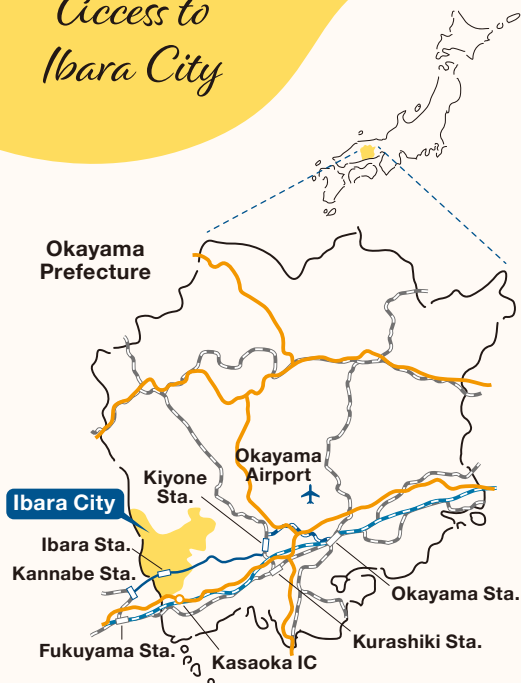 Access to
Ibara City
Okayama
Prefecture
Okayama
Airport
Kiyone
Sta.
Ibara City
Ibara Sta.
Kannabe Sta.
Okayama Sta.
Kurashiki Sta.
Fukuyama Sta.
Kasaoka IC